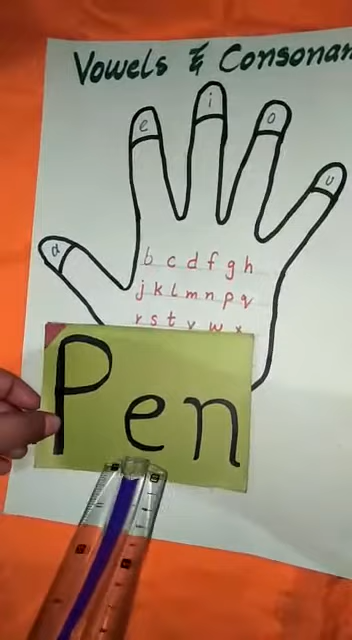 Vowels & Consonan
a e i o u
b c d f g h
j k l m n p q
r s t v w x
Pen